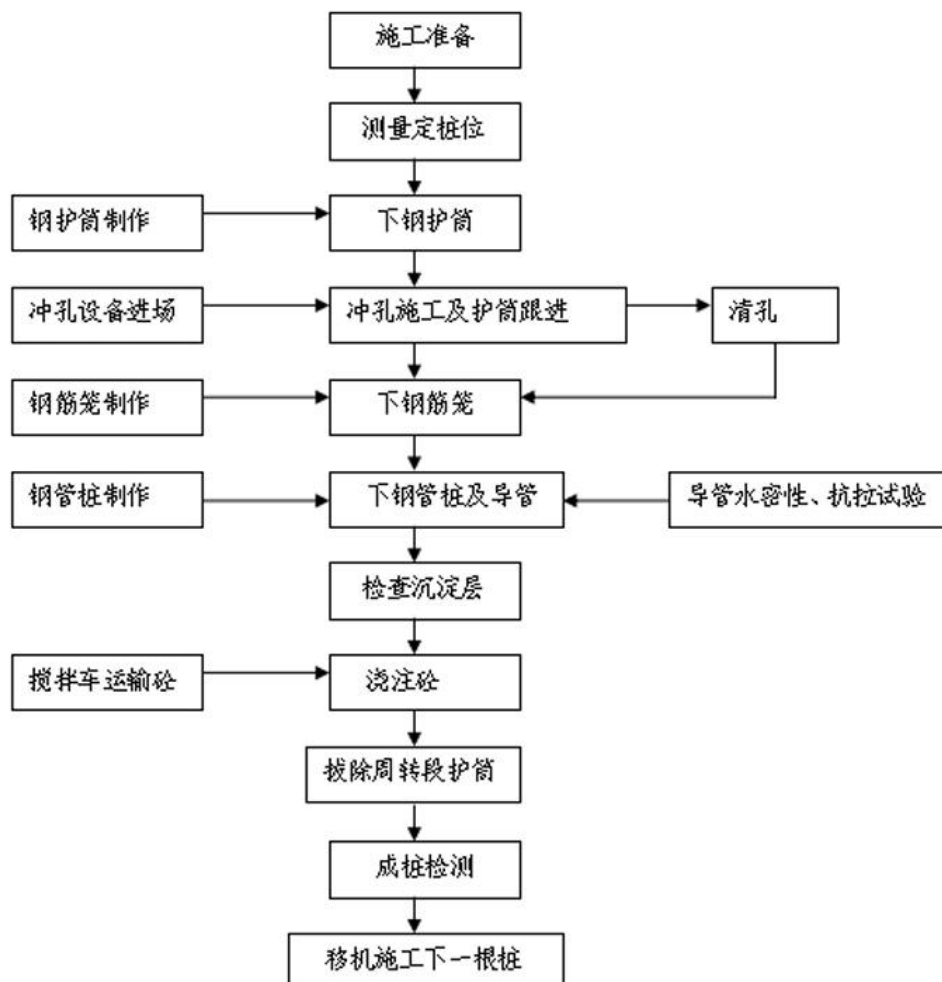 施工准备
测量定桩位
钢护筒制作
下钢护筒
冲孔设备进场
冲孔施工及护筒跟进
清孔
钢筋笼制作
下钢筋笼
钢管桩制作
下钢管桩及导管
导管水密性、抗拉试验
检查沉淀层
搅拌车运输砼
浇注砼
拔除周转段护筒
成桩检测
移机施工下一根桩